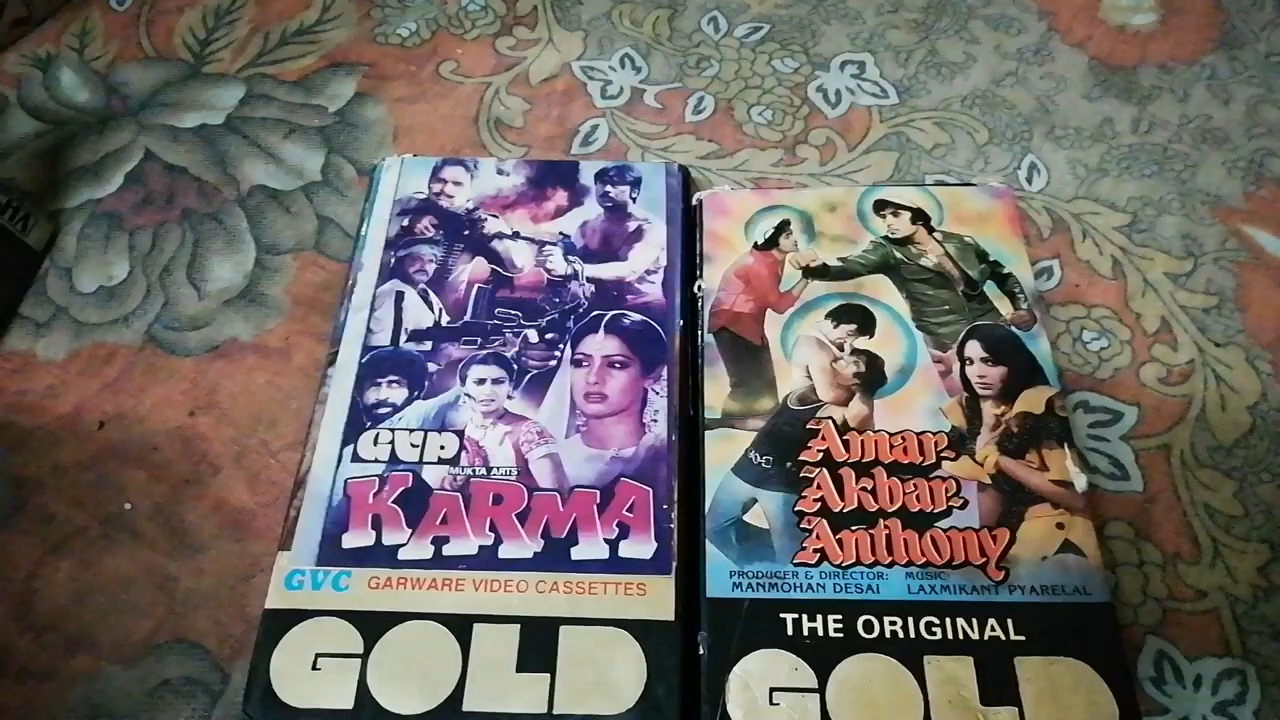 GVP
MUKTA ARTS'
KARMA
GVC GARWARE VIDEO CASSETTES
GOLD
Amar-
Akbar-
Anthony
PRODUCER & DIRECTOR: MUSIC:
MANMOHAN DESAI LAXMIKANT PYARELAL
THE ORIGINAL
GOLD